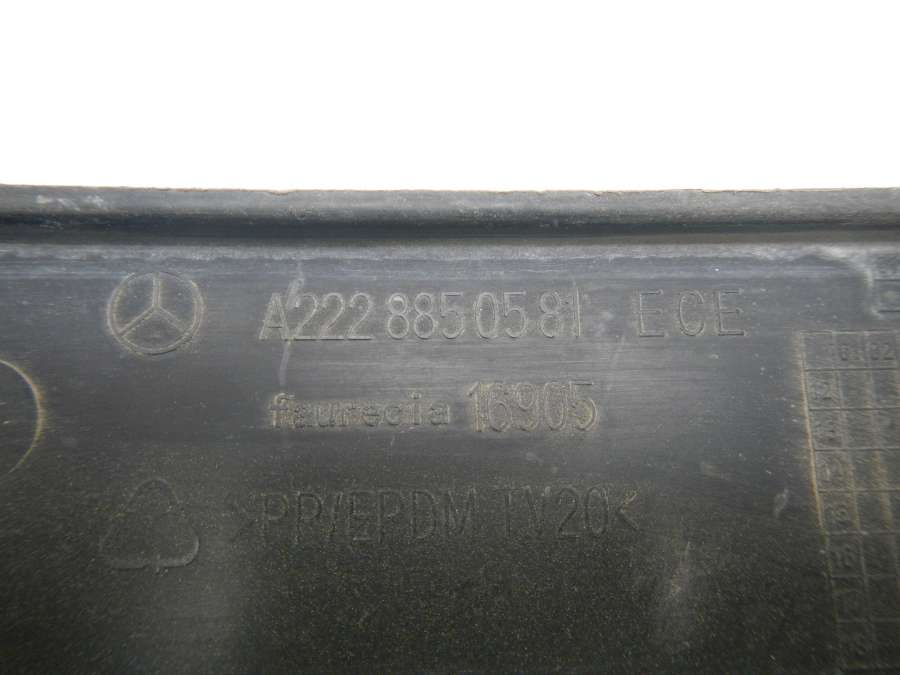 A222 885 05 81 ECE
faurecia 16905
>PP/EPDM TV20<